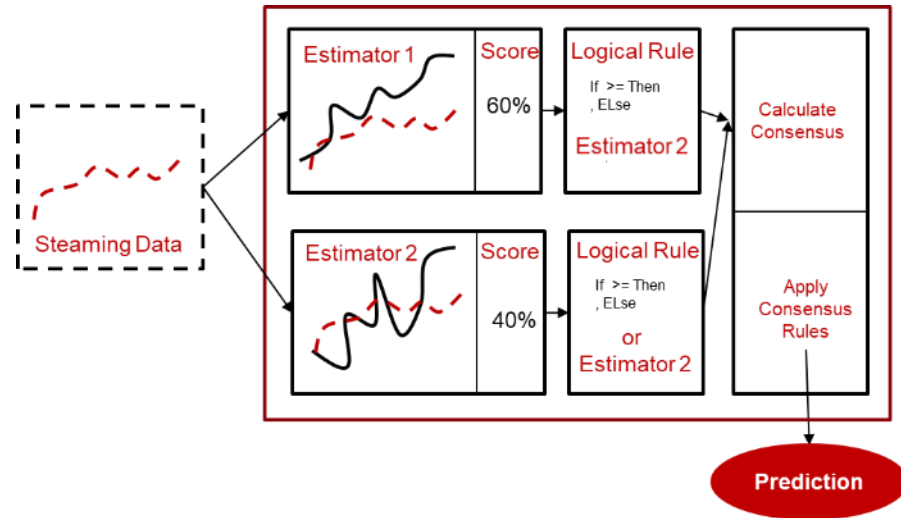 Steaming Data
Estimator 1
Score
60%
Logical Rule
If >= Then
, ELse
Estimator 2
Estimator 2
Score
40%
Logical Rule
If >= Then
, ELse
or
Estimator 2
Calculate
Consensus
Apply
Consensus
Rules
Prediction